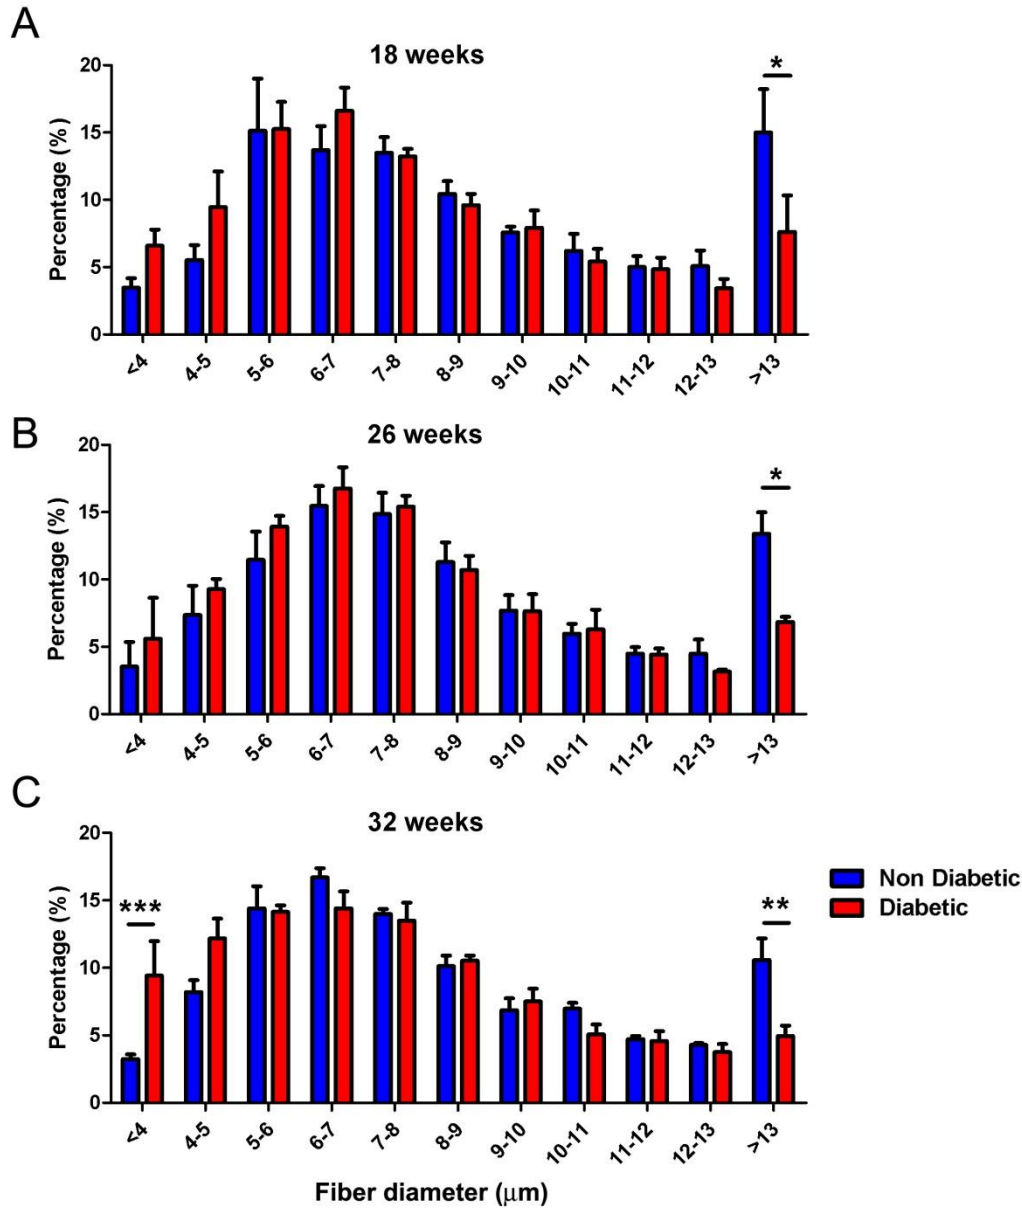 A
18 weeks
Percentage (%)
20
15
10
5
0
*
<4 4-5 5-6 6-7 7-8 8-9 9-10 10-11 11-12 12-13 >13
B
26 weeks
Percentage (%)
20
15
10
5
0
*
<4 4-5 5-6 6-7 7-8 8-9 9-10 10-11 11-12 12-13 >13
C
32 weeks
Percentage (%)
20
15
10
5
0
***
**
Non Diabetic
Diabetic
<4 4-5 5-6 6-7 7-8 8-9 9-10 10-11 11-12 12-13 >13
Fiber diameter (μm)